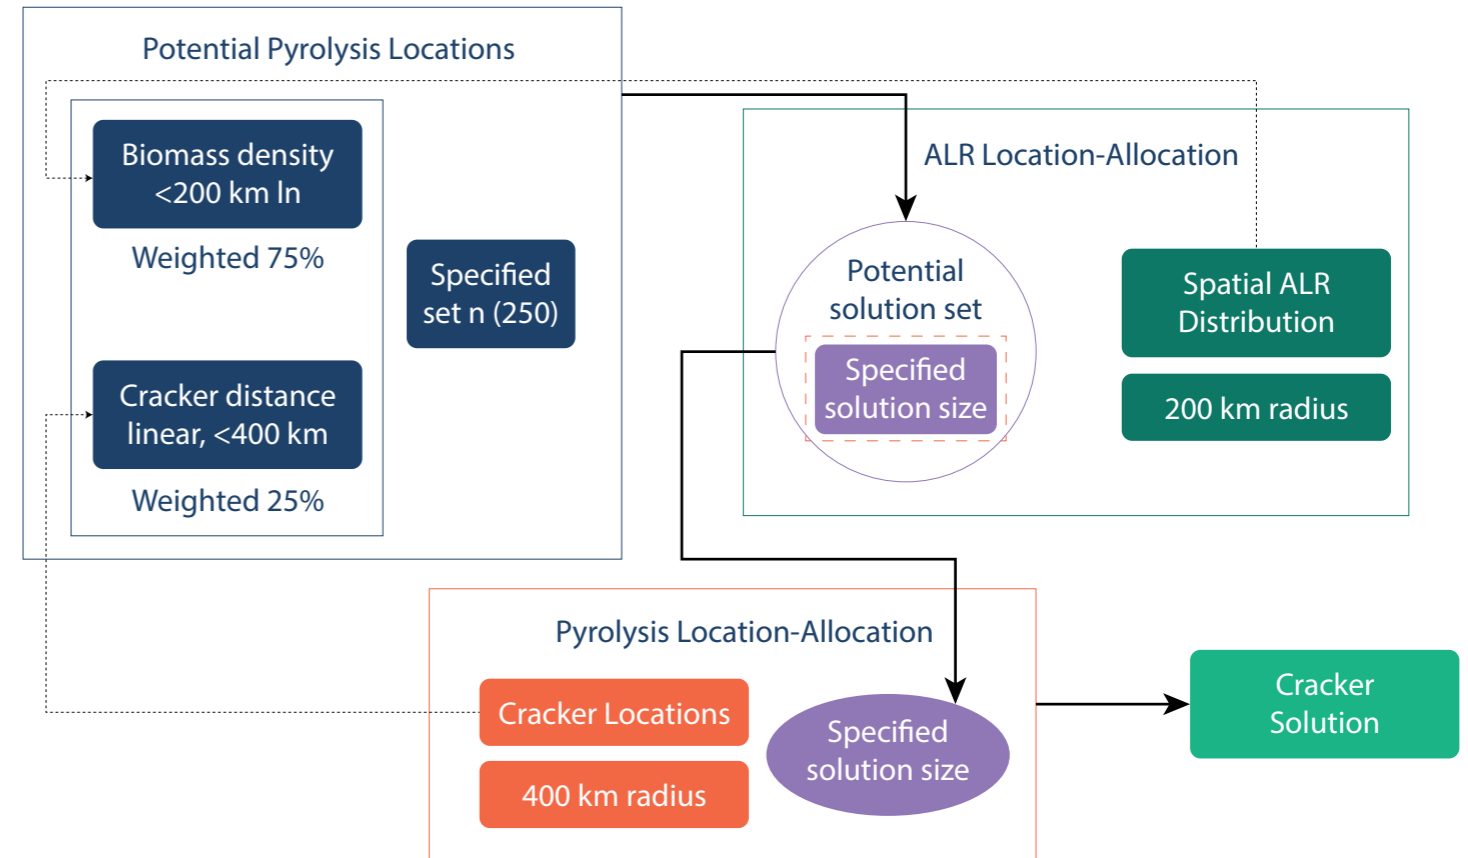 Potential Pyrolysis Locations
Biomass density
<200 km ln
Weighted 75%
Specified
set n (250)
Cracker distance
linear, <400 km
Weighted 25%
ALR Location-Allocation
Potential
solution set
Specified
solution size
Spatial ALR
Distribution
200 km radius
Pyrolysis Location-Allocation
Cracker Locations
400 km radius
Specified
solution size
Cracker
Solution